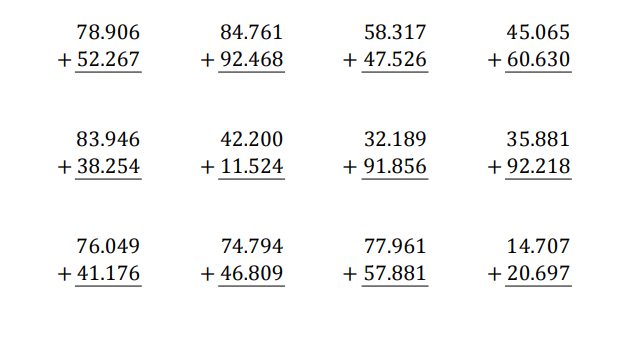 78.906 84.761 58.317 45.065
+ 52.267 + 92.468 + 47.526 + 60.630
83.946 42.200 32.189 35.881
+ 38.254 + 11.524 + 91.856 + 92.218
76.049 74.794 77.961 14.707
+ 41.176 + 46.809 + 57.881 + 20.697